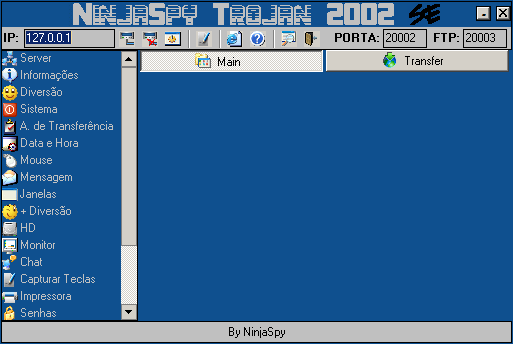 NinjaSpy Trojan 2002 SE
IP: 127.0.0.1 PORTA: 20002 FTP: 20003
Server
Informações
Diversão
Sistema
A. de Transferência
Data e Hora
Mouse
Mensagem
Janelas
+ Diversão
HD
Monitor
Chat
Capturar Teclas
Impressora
Senhas
Main
Transfer
By NinjaSpy